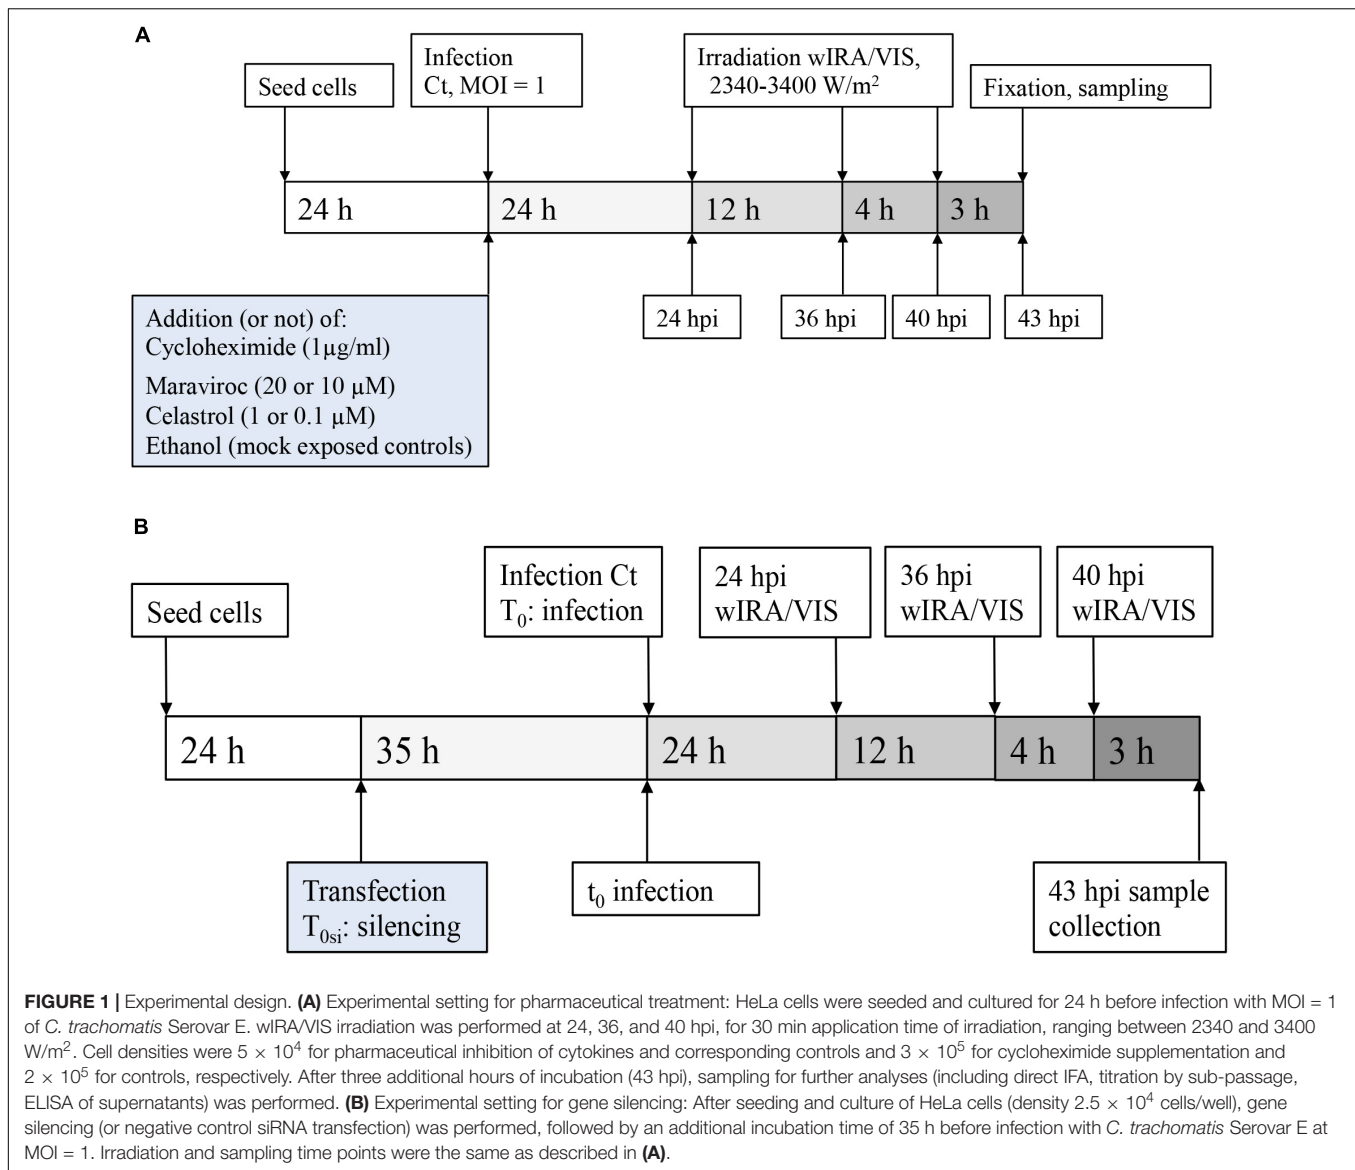 A
Seed cells
Infection
Ct, MOI = 1
Irradiation wIRA/VIS,
2340-3400 W/m²
Fixation, sampling
24 h
24 h
12 h
4 h
3 h
Addition (or not) of:
Cycloheximide (1µg/ml)
Maraviroc (20 or 10 µM)
Celastrol (1 or 0.1 µM)
Ethanol (mock exposed controls)
24 hpi
36 hpi
40 hpi
43 hpi
B
Seed cells
Infection Ct
T₀: infection
24 hpi
wIRA/VIS
36 hpi
wIRA/VIS
40 hpi
wIRA/VIS
24 h
35 h
24 h
12 h
4 h
3 h
Transfection
T₀si: silencing
t₀ infection
43 hpi sample
collection
FIGURE 1 | Experimental design. (A) Experimental setting for pharmaceutical treatment: HeLa cells were seeded and cultured for 24 h before infection with MOI = 1
of C. trachomatis Serovar E. wIRA/VIS irradiation was performed at 24, 36, and 40 hpi, for 30 min application time of irradiation, ranging between 2340 and 3400
W/m². Cell densities were 5 × 10⁴ for pharmaceutical inhibition of cytokines and corresponding controls and 3 × 10⁵ for cycloheximide supplementation and
2 × 10⁵ for controls, respectively. After three additional hours of incubation (43 hpi), sampling for further analyses (including direct IFA, titration by sub-passage,
ELISA of supernatants) was performed. (B) Experimental setting for gene silencing: After seeding and culture of HeLa cells (density 2.5 × 10⁴ cells/well), gene
silencing (or negative control siRNA transfection) was performed, followed by an additional incubation time of 35 h before infection with C. trachomatis Serovar E at
MOI = 1. Irradiation and sampling time points were the same as described in (A).